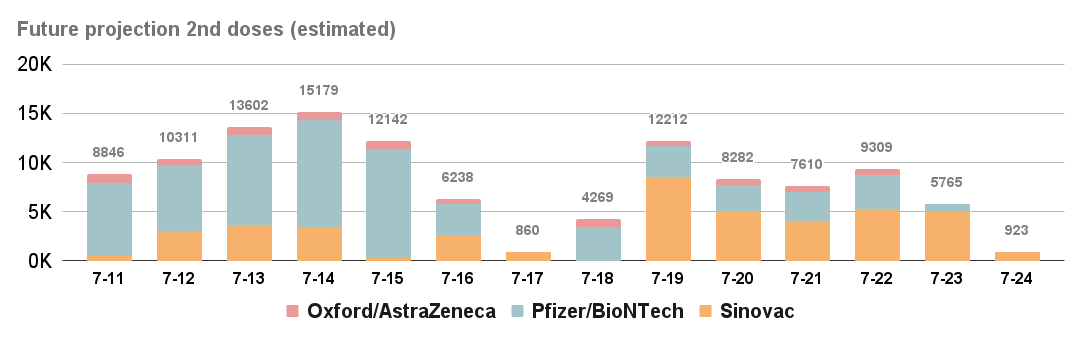 Future projection 2nd doses (estimated)
20K
15K
10K
5K
0K
8846
10311
13602
15179
12142
6238
860
4269
12212
8282
7610
9309
5765
923
7-11 7-12 7-13 7-14 7-15 7-16 7-17 7-18 7-19 7-20 7-21 7-22 7-23 7-24
Oxford/AstraZeneca Pfizer/BioNTech Sinovac